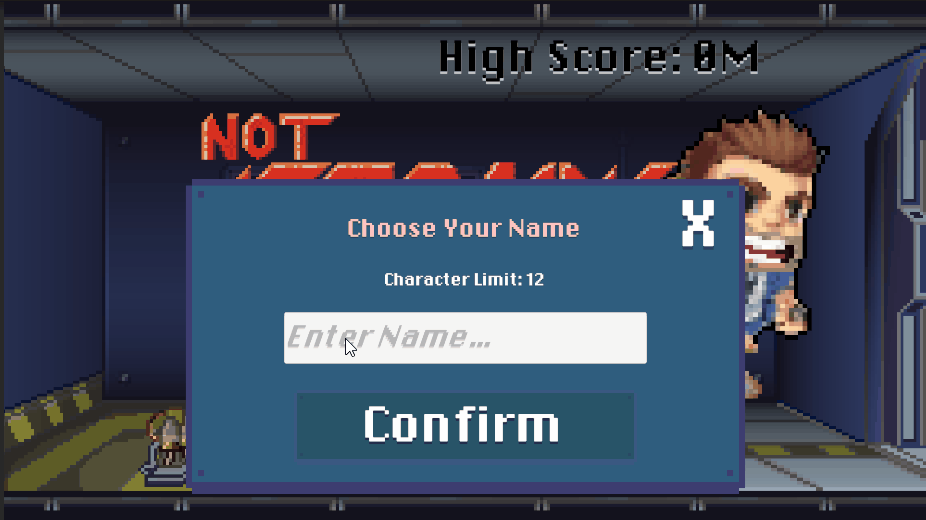 High Score: 0M
NOT
Choose Your Name
X
Character Limit: 12
Enter Name...
Confirm